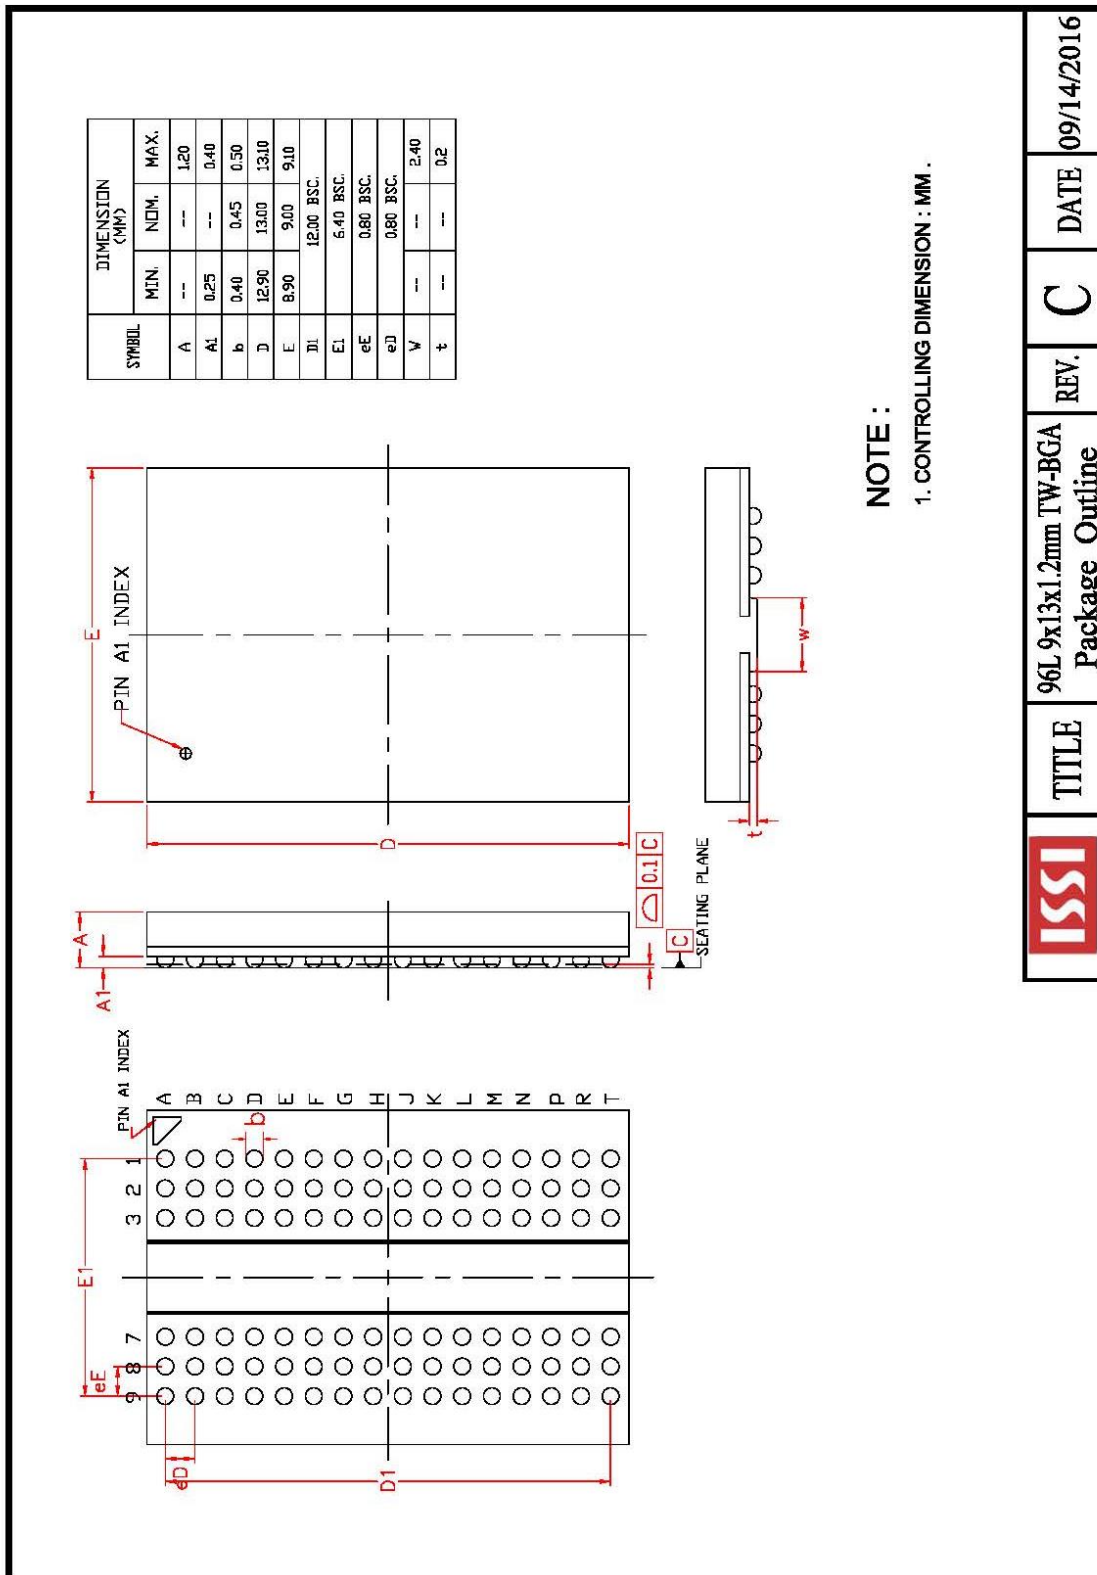 SYMBOL DIMENSION (MM)
MIN. NOM. MAX.
A -- -- 1.20
A1 0.25 -- 0.40
b 0.40 0.45 0.50
D 12.90 13.00 13.10
E 8.90 9.00 9.10
D1 12.00 BSC.
E1 6.40 BSC.
eE 0.80 BSC.
eD 0.80 BSC.
W -- -- 2.40
t -- -- 0.2
E1
eE
9 8 7 3 2 1
PIN A1 INDEX
A
B
C
D
E
F
G
H
J
K
L
M
N
P
R
T
b
eD
D1
A1
A
0.1 C
C
SEATING PLANE
E
PIN A1 INDEX
D
t
w
NOTE :
1. CONTROLLING DIMENSION : MM .
ISSI
TITLE
96L 9x13x1.2mm TW-BGA
Package Outline
REV.
C
DATE
09/14/2016